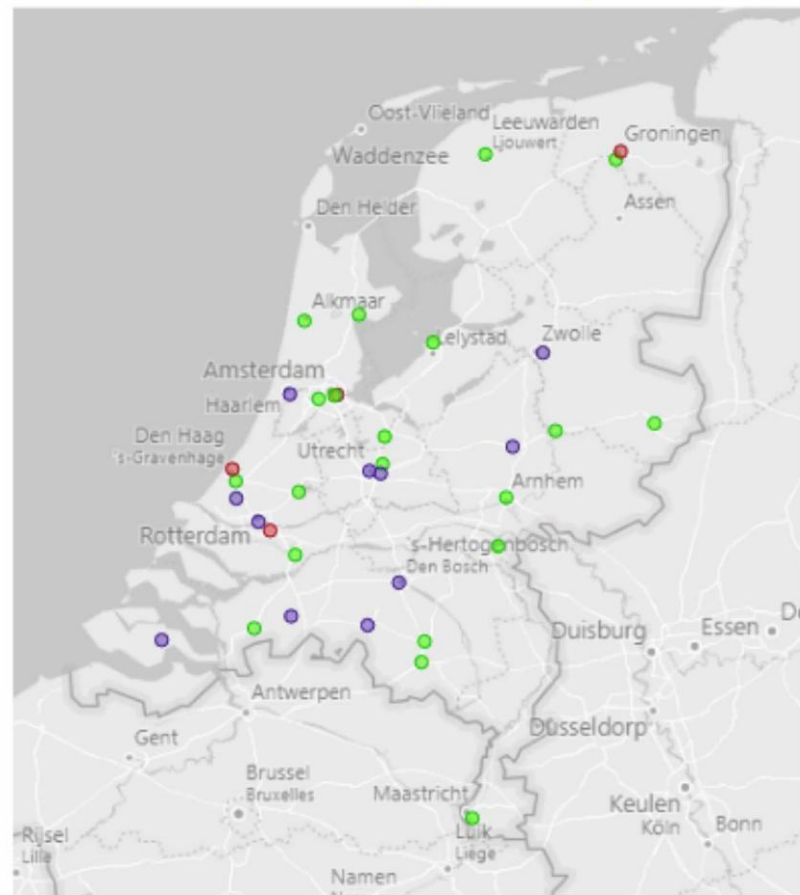 Oost-Vlieland
Leeuwarden
Ljouwert
Groningen
Waddenzee
Assen
Den Helder
Alkmaar
Lelystad
Zwolle
Amsterdam
Haarlem
Den Haag
's-Gravenhage
Utrecht
Arnhem
Rotterdam
's-Hertogenbosch
Den Bosch
Duisburg
Essen
Antwerpen
Düsseldorp
Gent
Brussel
Bruxelles
Maastricht
Keulen
Köln
Bonn
Luik
Liège
Rijsel
Lille
Namen